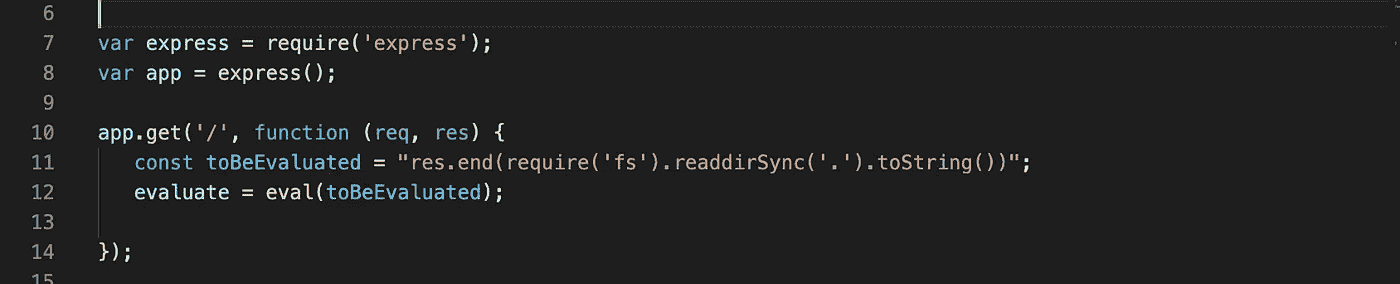 6
7 var express = require('express');
8 var app = express();
9
10 app.get('/', function (req, res) {
11 const toBeEvaluated = "res.end(require('fs').readdirSync('.').toString())";
12 evaluate = eval(toBeEvaluated);
13
14 });
15